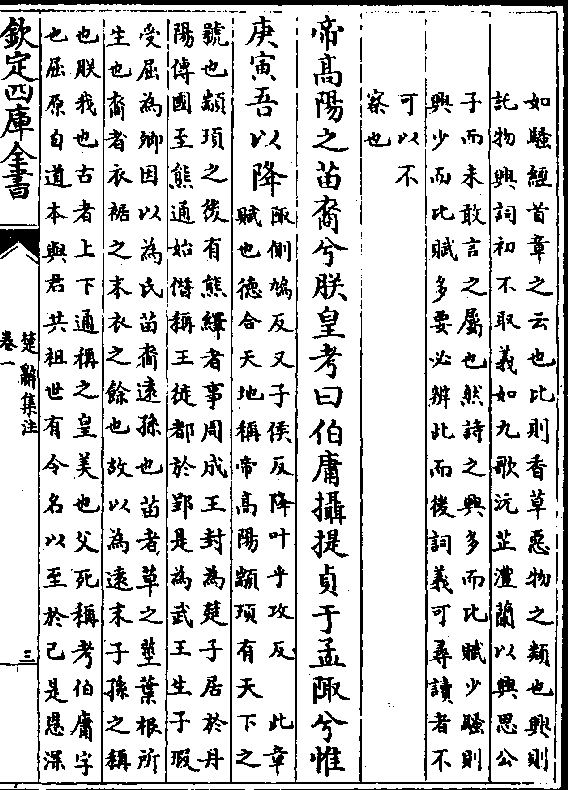 如騷經首章之云也比則香草惡物之類也興則
託物興詞初不取義如九歌沅芷澧蘭以興思公
子而未敢言之屬也然詩之興多而比賦少騷則
興少而比賦多要必辨此而後詞義可尋讀者不
可以不
察也
帝高陽之苗裔兮朕皇考曰伯庸攝提貞于孟陬兮惟
庚寅吾以降
陬側鳩反又子侯反降叶乎攻反 此章
賦也德合天地稱帝高陽顓頊有天下之
號也顓頊之後有熊繹者事周成王封為楚子居於丹
陽傳國至熊通始僣稱王徙都於郢是為武王生子瑕
受屈為卿因以為氏苗裔逺孫也苗者草之莖葉根所
生也裔者衣裾之末衣之餘也故以為逺末子孫之稱
也朕我也古者上下通稱之皇美也父死稱考伯庸字
也屈原自道本與君共祖世有令名以至於己是恩深
欽定四庫全書
楚辭集注
卷一
三